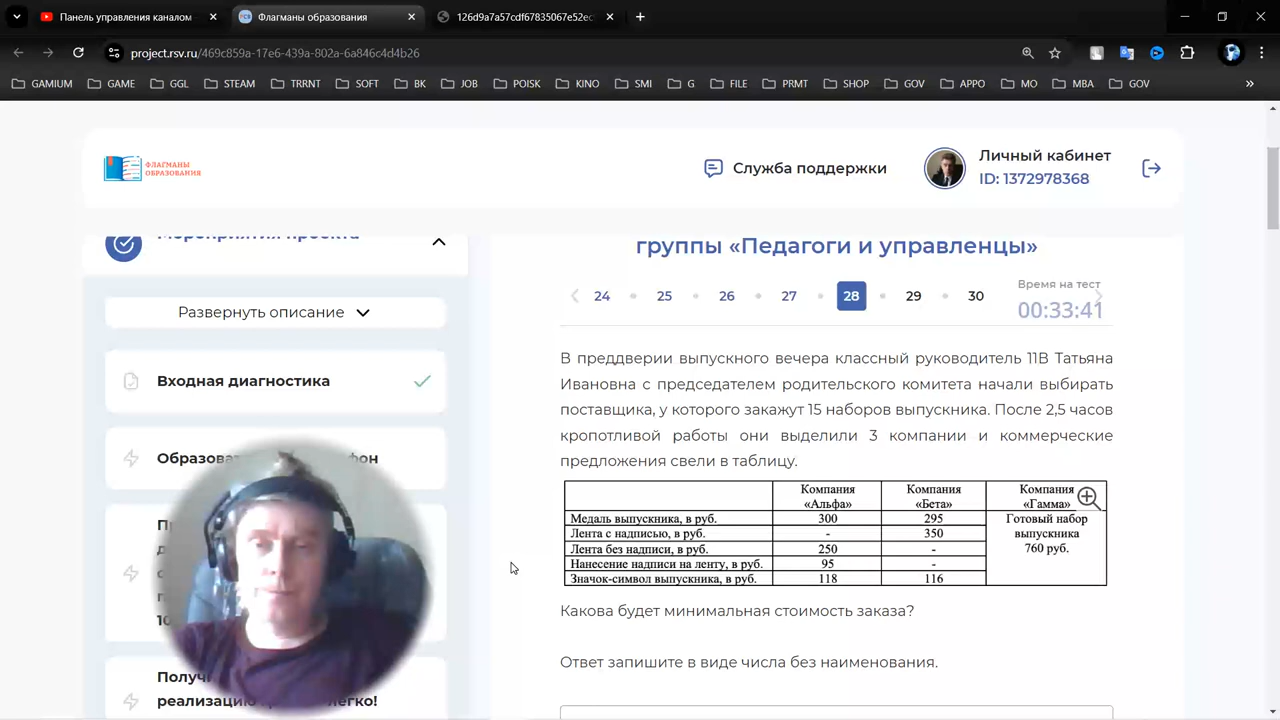 Панель управления каналом
Флагманы образования
126dfc7a57cdf67835067e52ec
project.rsv.ru/469c859a-17e6-439a-802a-6a846c4d4b26
GAMIUM GAME GGL STEAM TRRNT SOFT BK JOB POISK KINO SMI G FILE PRMT SHOP GOV APPO MO MBA GOV
ФЛАГМАНЫ
ОБРАЗОВАНИЯ
Служба поддержки
Личный кабинет
ID: 1372978368
Мероприятия проекта
Развернуть описание
Входная диагностика
группы «Педагоги и управленцы»
24 25 26 27 28 29 30
Время на тест
00:33:41
В преддверии выпускного вечера классный руководитель 11В Татьяна
Ивановна с председателем родительского комитета начали выбирать
поставщика, у которого закажут 15 наборов выпускника. После 2,5 часов
кропотливой работы они выделили 3 компании и коммерческие
предложения свели в таблицу.
Компания «Альфа» Компания «Бета» Компания «Гамма»
Медаль выпускника, в руб. 300 295 Готовый набор
Лента с надписью, в руб. - 350 выпускника
Лента без надписи, в руб. 250 - 760 руб.
Нанесение надписи на ленту, в руб. 95 -
Значок-символ выпускника, в руб. 118 116
Какова будет минимальная стоимость заказа?
Ответ запишите в виде числа без наименования.
Образоват фон
П
д
с
г
10
Получ
реализацию легко!